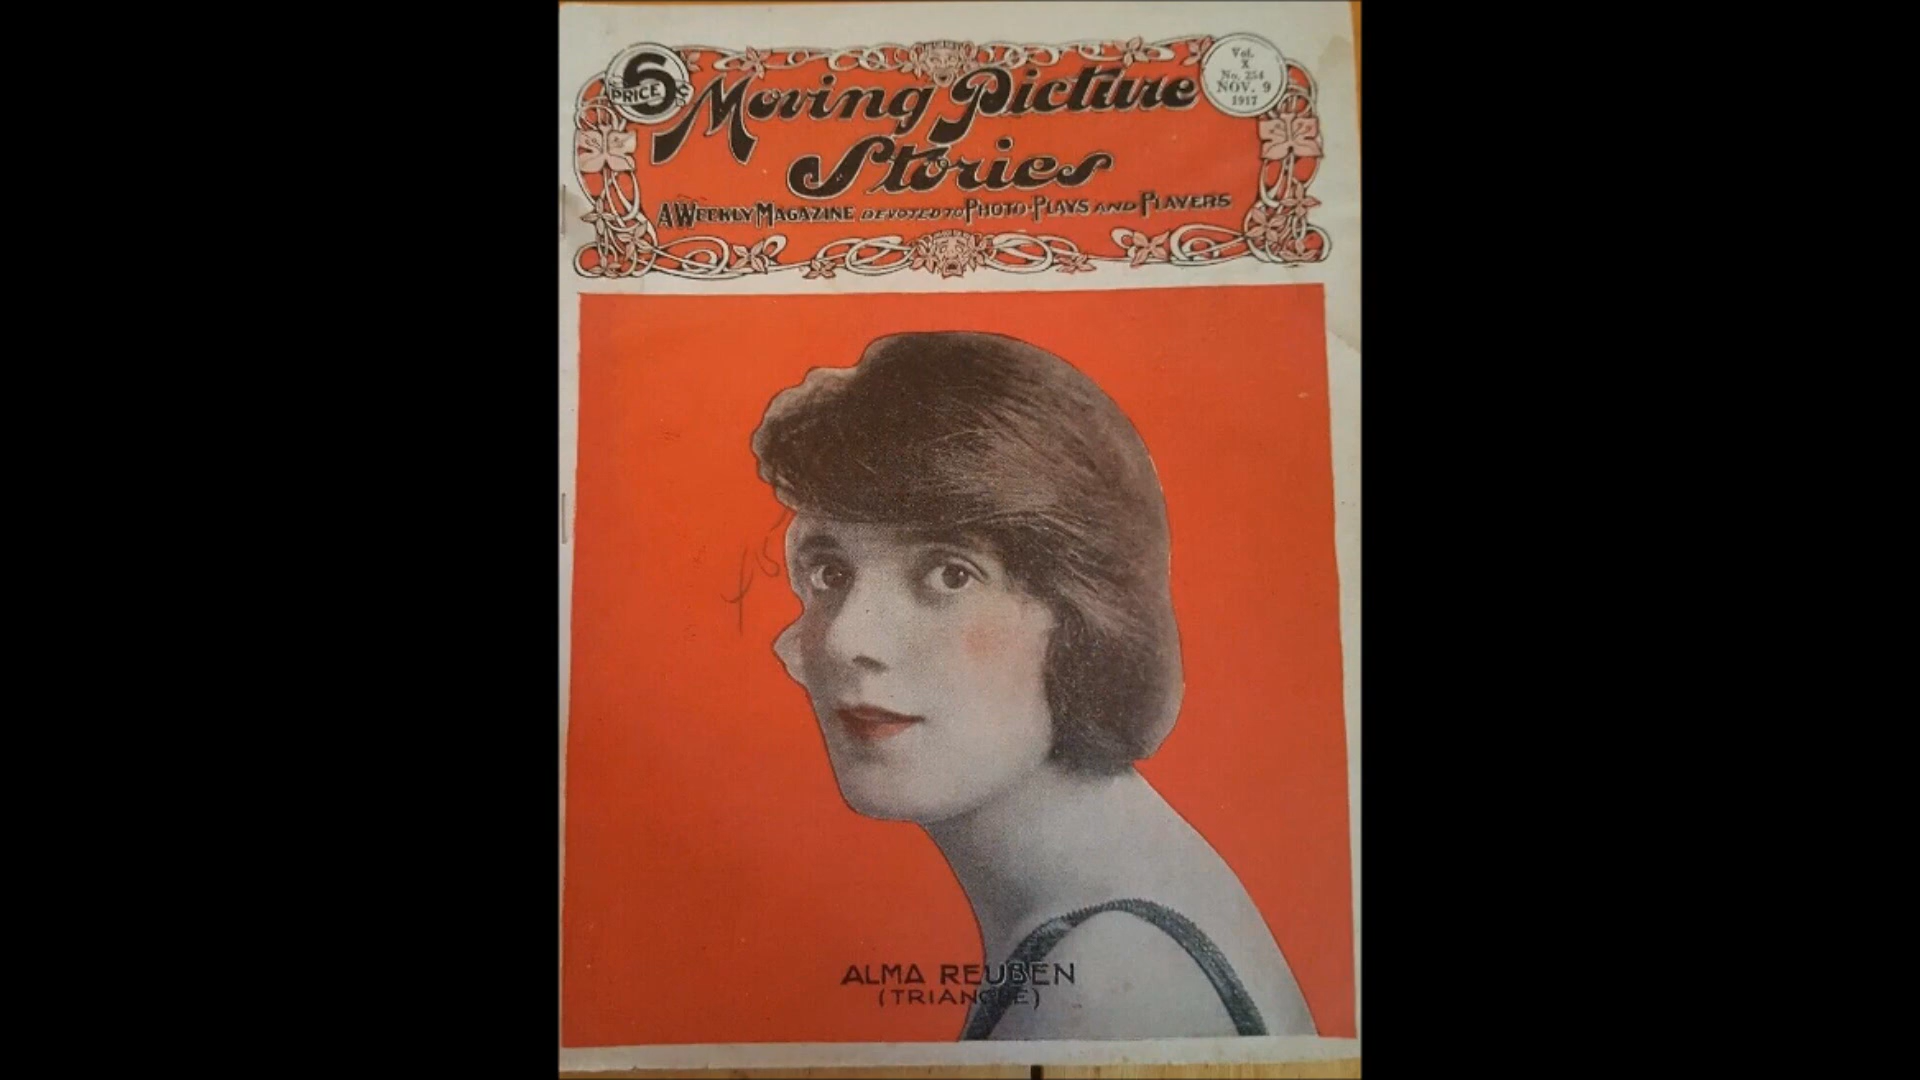 6c
PRICE
Vol.
X
No. 254
NOV. 9
1917
Moving Picture
Stories
A WEEKLY MAGAZINE DEVOTED TO PHOTO-PLAYS AND PLAYERS
ALMA REUBEN
(TRIANGLE)